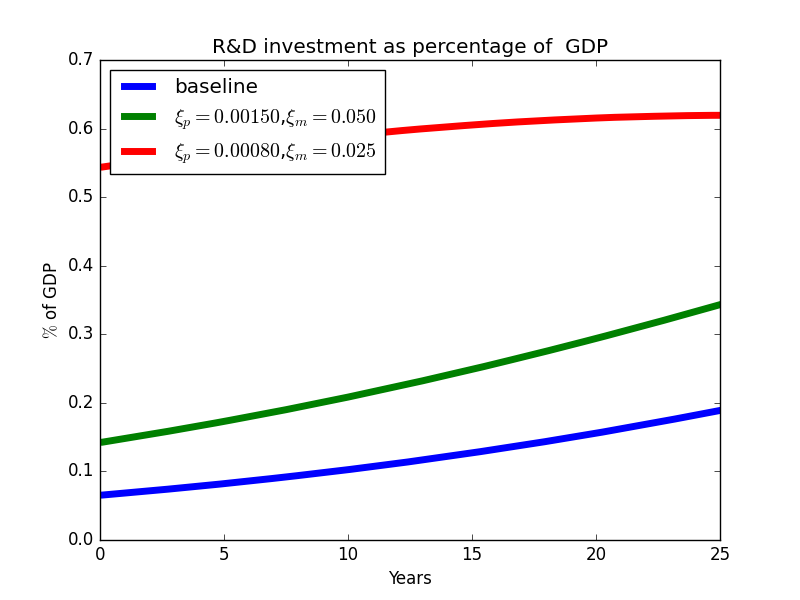 R&D investment as percentage of GDP
baseline
ξₚ = 0.00150,ξₘ = 0.050
ξₚ = 0.00080,ξₘ = 0.025
% of GDP
0.7
0.6
0.5
0.4
0.3
0.2
0.1
0.0
0 5 10 15 20 25
Years